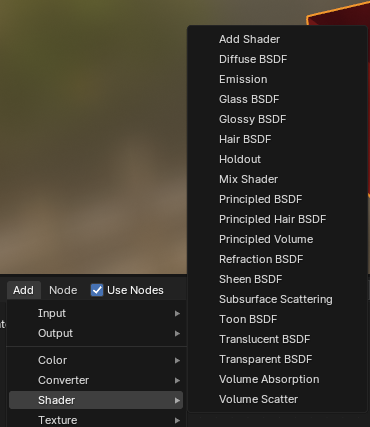 Add Shader
Diffuse BSDF
Emission
Glass BSDF
Glossy BSDF
Hair BSDF
Holdout
Mix Shader
Principled BSDF
Principled Hair BSDF
Principled Volume
Refraction BSDF
Sheen BSDF
Subsurface Scattering
Toon BSDF
Translucent BSDF
Transparent BSDF
Volume Absorption
Volume Scatter
Add Node Use Nodes
Input
Output
Color
Converter
Shader
Texture